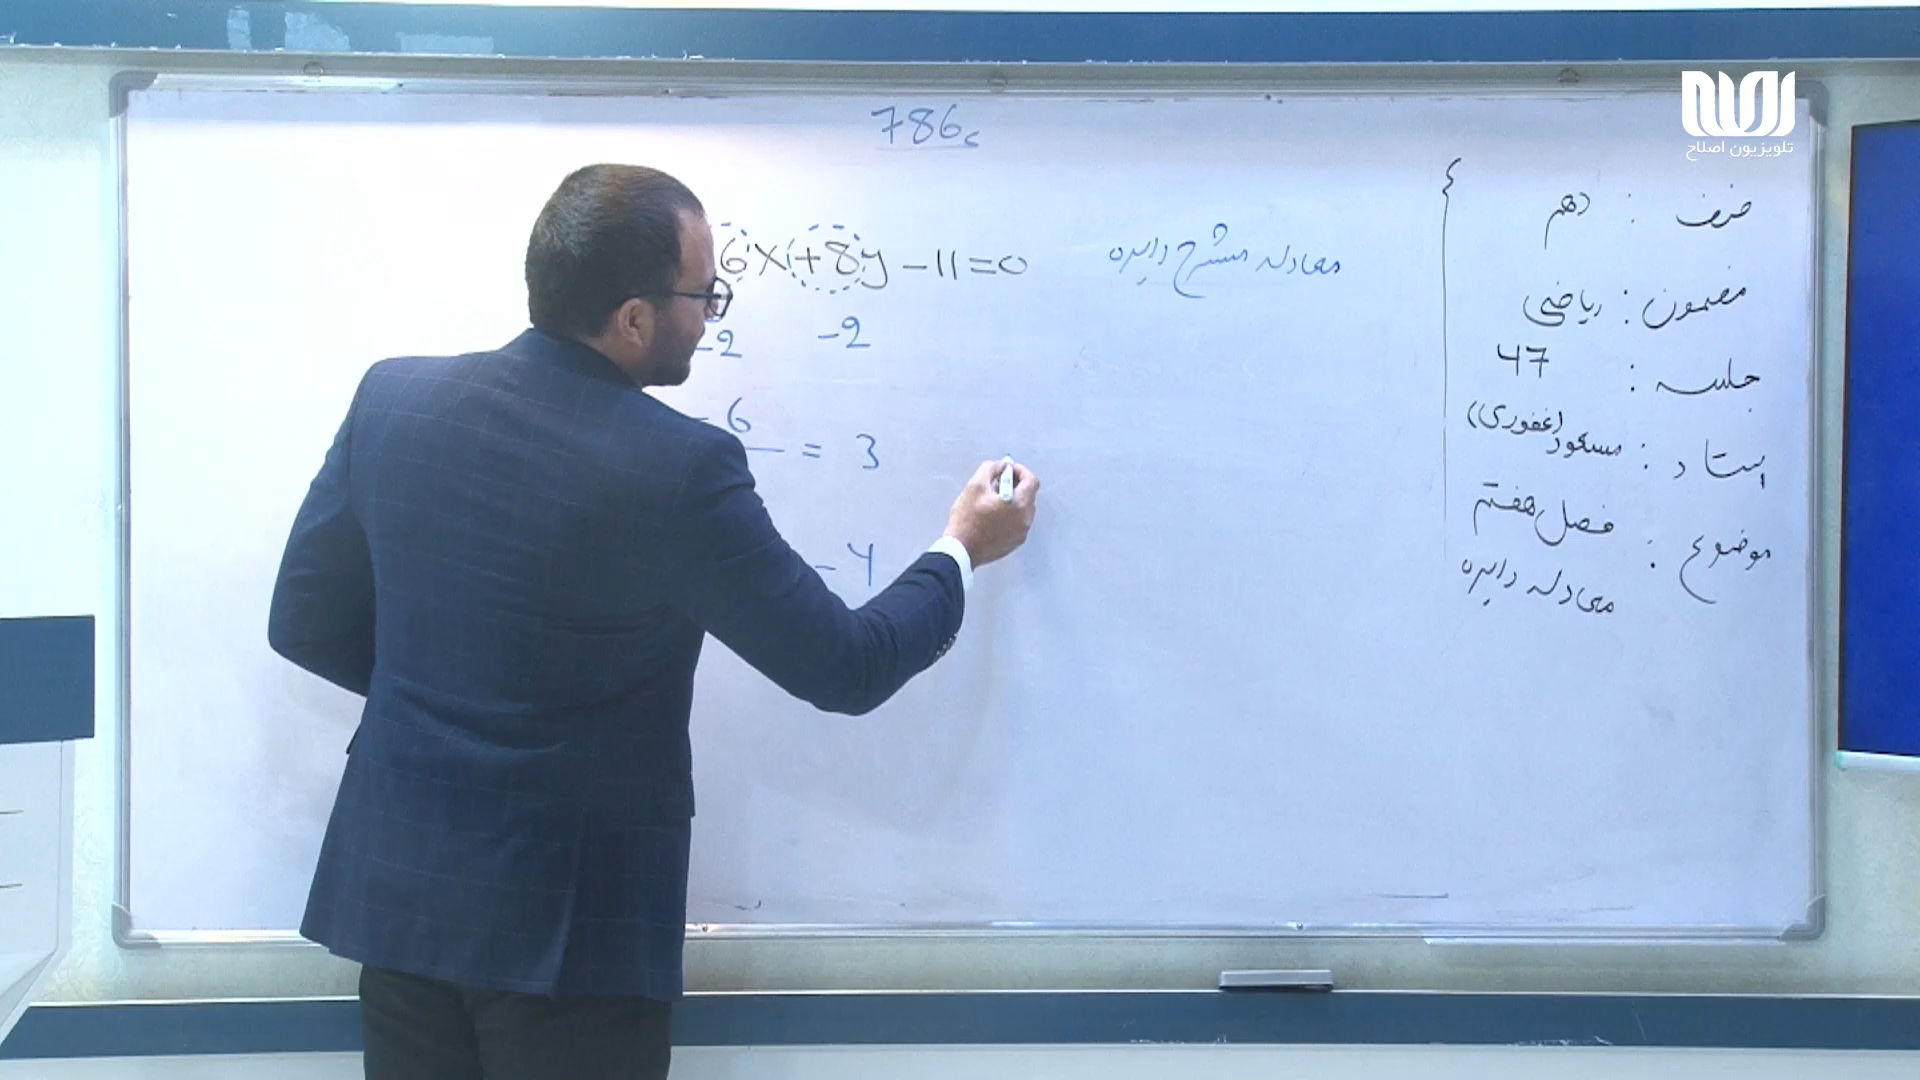 786
6x+8y-11=0
معادله مشرح دایره
-2 -2
-6
= 3
-4
صنف : دهم
مضمون : ریاضی
جلسه : 47
استاد : مسعود (غفوری)
موضوع : فصل هفتم
معادله دایره
تلویزیون اصلاح